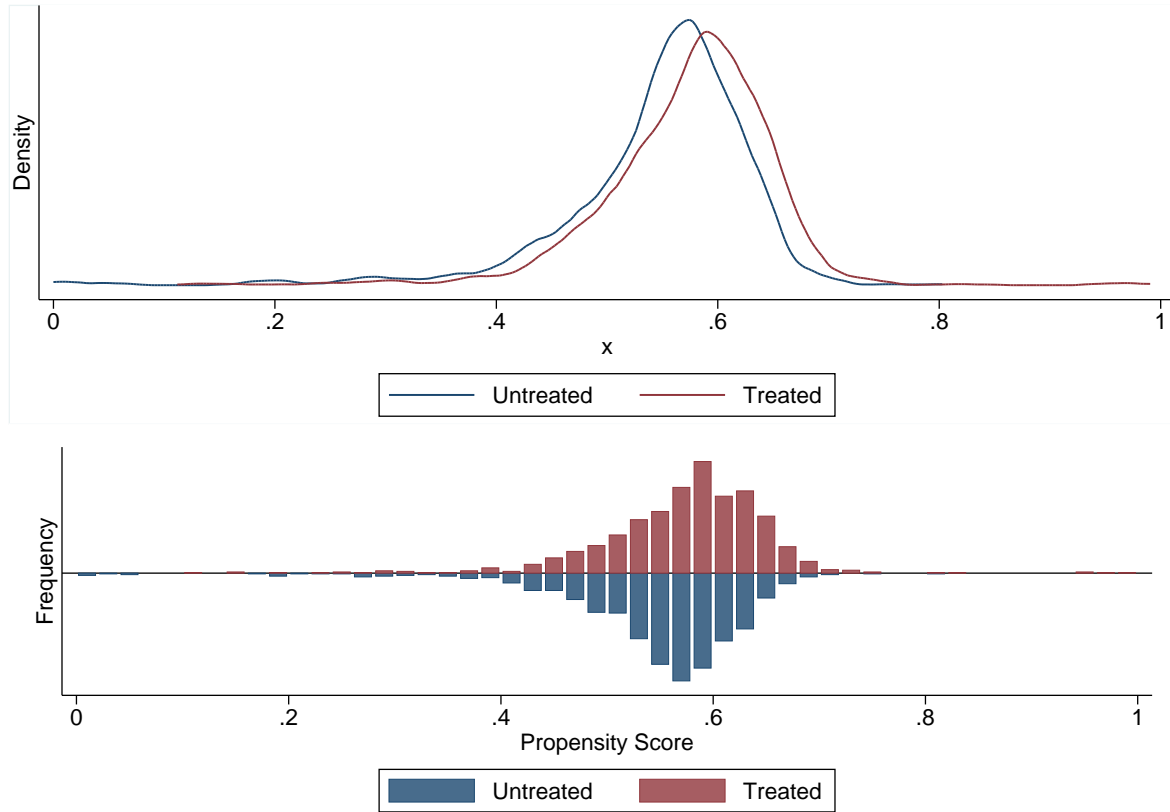 Density
0 .2 .4 .6 .8 1
x
Untreated Treated
Frequency
0 .2 .4 .6 .8 1
Propensity Score
Untreated Treated